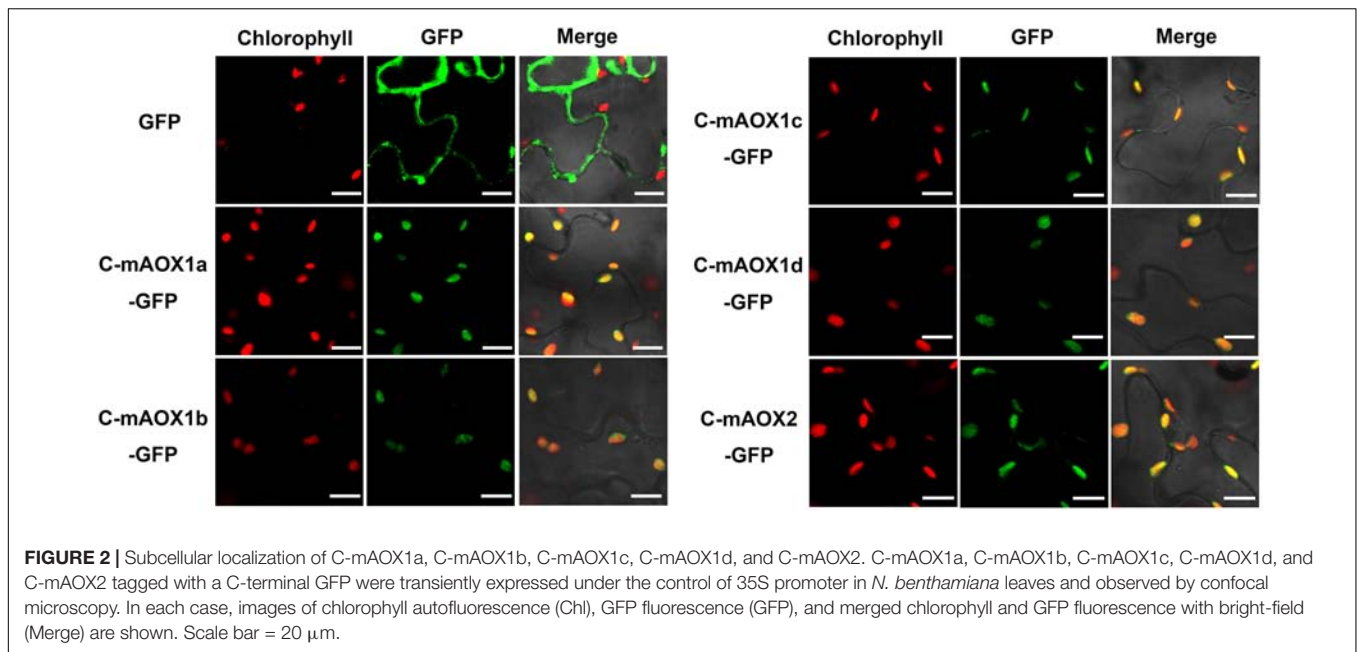 Chlorophyll GFP Merge
GFP
C-mAOX1a
-GFP
C-mAOX1b
-GFP
Chlorophyll GFP Merge
C-mAOX1c
-GFP
C-mAOX1d
-GFP
C-mAOX2
-GFP
FIGURE 2 | Subcellular localization of C-mAOX1a, C-mAOX1b, C-mAOX1c, C-mAOX1d, and C-mAOX2. C-mAOX1a, C-mAOX1b, C-mAOX1c, C-mAOX1d, and
C-mAOX2 tagged with a C-terminal GFP were transiently expressed under the control of 35S promoter in N. benthamiana leaves and observed by confocal
microscopy. In each case, images of chlorophyll autofluorescence (Chl), GFP fluorescence (GFP), and merged chlorophyll and GFP fluorescence with bright-field
(Merge) are shown. Scale bar = 20 μm.